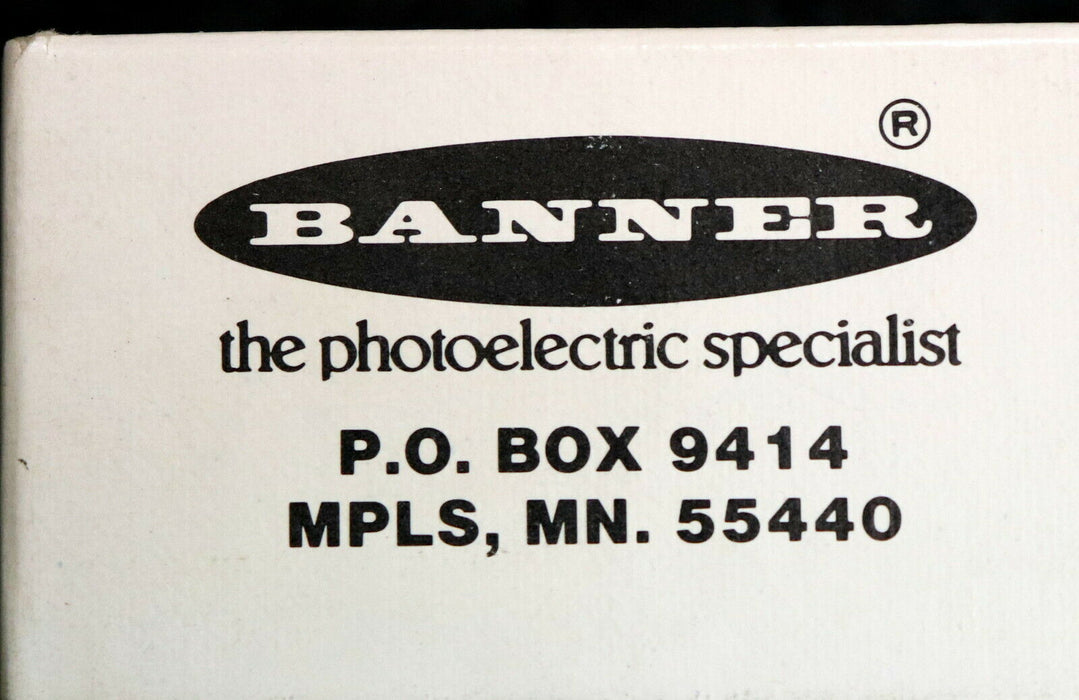 ®
BANNER
the photoelectric specialist
P.O. BOX 9414
MPLS, MN. 55440